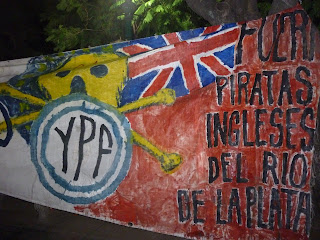 YPF
FUERA
PIRATAS
INGLESES
DEL RIO
DE LA PLATA